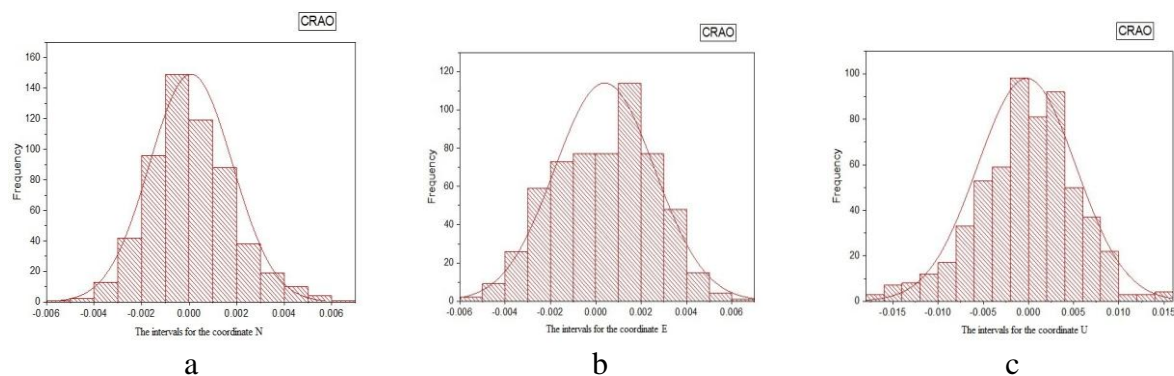 CRAO
160
140
120
100
80
60
40
20
0
Frequency
-0.006 -0.004 -0.002 0.000 0.002 0.004 0.006
The intervals for the coordinate N
a
CRAO
120
100
80
60
40
20
0
Frequency
-0.006 -0.004 -0.002 0.000 0.002 0.004 0.006
The intervals for the coordinate E
b
CRAO
100
80
60
40
20
0
Frequency
-0.015 -0.010 -0.005 0.000 0.005 0.010 0.015
The intervals for the coordinate U
c